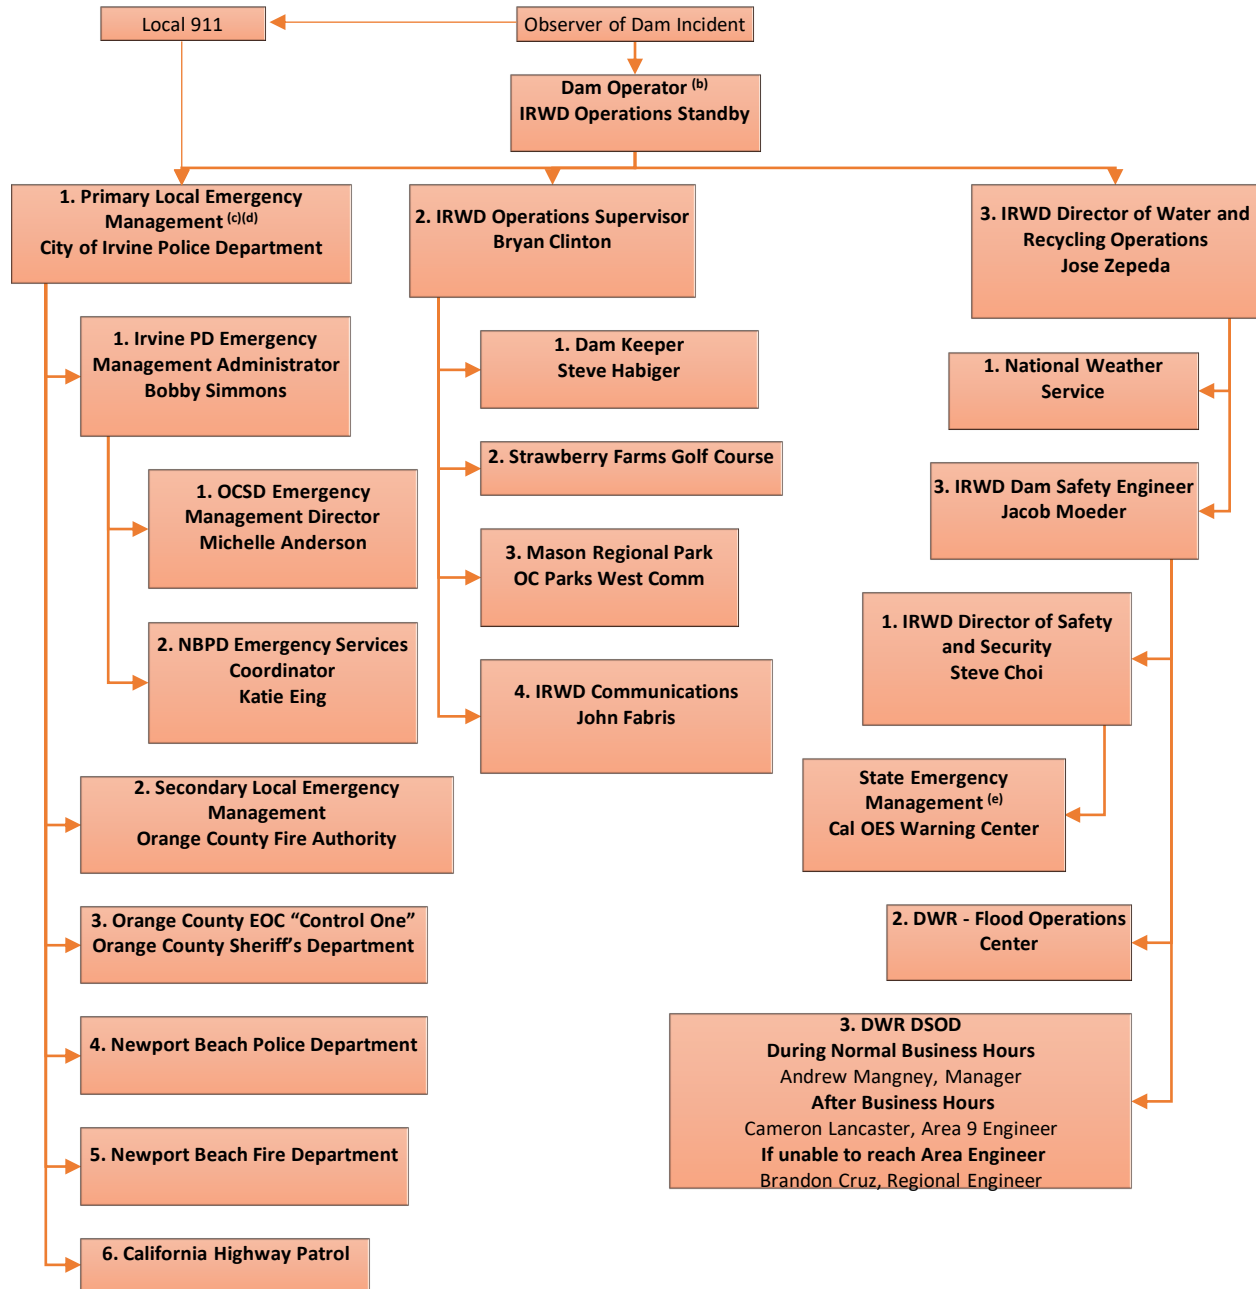 Local 911
Observer of Dam Incident
Dam Operator (b)
IRWD Operations Standby
1. Primary Local Emergency
Management (c)(d)
City of Irvine Police Department
2. IRWD Operations Supervisor
Bryan Clinton
3. IRWD Director of Water and
Recycling Operations
Jose Zepeda
1. Irvine PD Emergency
Management Administrator
Bobby Simmons
1. OCSD Emergency
Management Director
Michelle Anderson
2. NBPD Emergency Services
Coordinator
Katie Eing
2. Secondary Local Emergency
Management
Orange County Fire Authority
3. Orange County EOC “Control One”
Orange County Sheriff’s Department
4. Newport Beach Police Department
5. Newport Beach Fire Department
6. California Highway Patrol
1. Dam Keeper
Steve Habiger
2. Strawberry Farms Golf Course
3. Mason Regional Park
OC Parks West Comm
4. IRWD Communications
John Fabris
1. National Weather
Service
3. IRWD Dam Safety Engineer
Jacob Moeder
1. IRWD Director of Safety
and Security
Steve Choi
State Emergency
Management (e)
Cal OES Warning Center
2. DWR - Flood Operations
Center
3. DWR DSOD
During Normal Business Hours
Andrew Mangney, Manager
After Business Hours
Cameron Lancaster, Area 9 Engineer
If unable to reach Area Engineer
Brandon Cruz, Regional Engineer